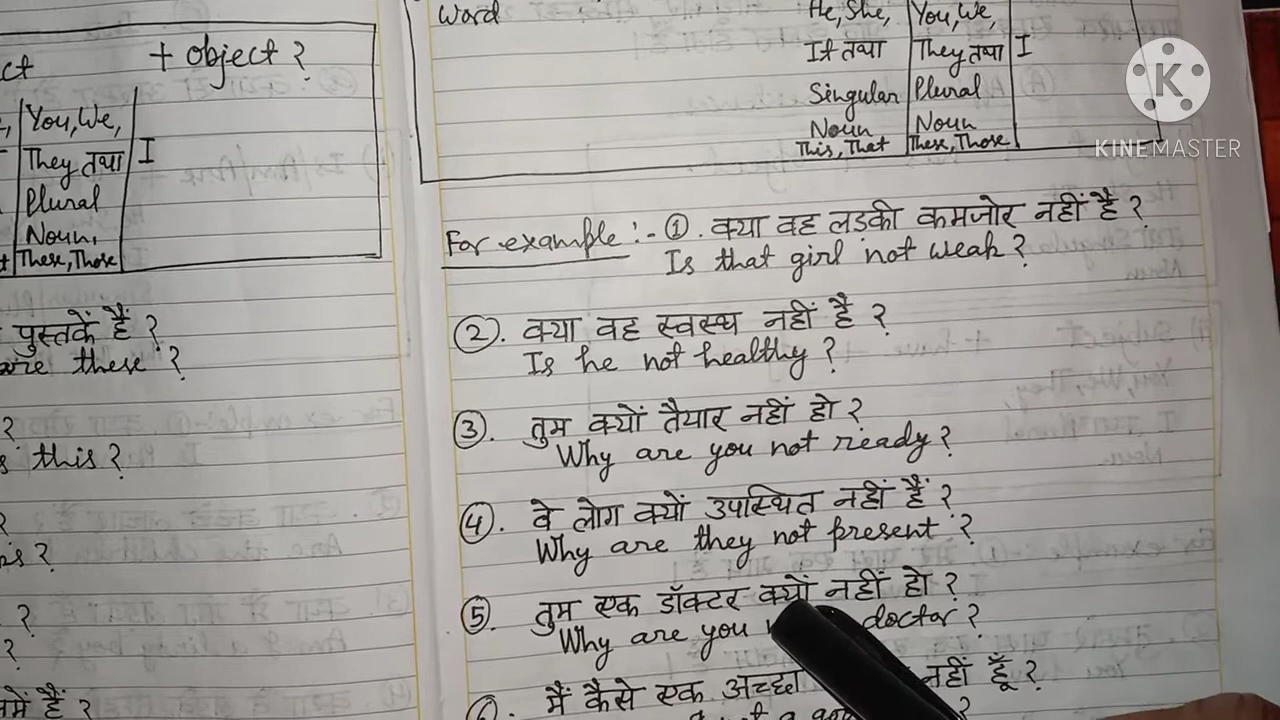 ct + object ?
You, We,
They तथा I
Plural
Noun,
These, Those
पुस्तकें हैं ?
are these ?
?
this ?
?
?
?
?
हैं ?
Word He, She, You, We,
It तथा They तथा I
Singular Plural
Noun Noun
This, That These, Those
K
KINEMASTER
For example :- ①. क्या वह लडकी कमजोर नहीं है ?
Is that girl not weak ?
②. क्या वह स्वस्थ नहीं है ?
Is he not healthy ?
③. तुम क्यों तैयार नहीं हो ?
Why are you not ready ?
④. वे लोग क्यों उपस्थित नहीं हैं ?
Why are they not present ?
⑤. तुम एक डॉक्टर क्यों नहीं हो ?
Why are you doctor ?
मैं कैसे एक अच्छा नहीं हूँ ?
?